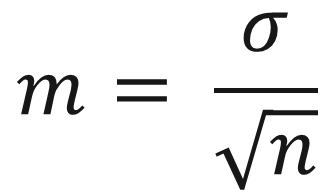 m = σ / √n